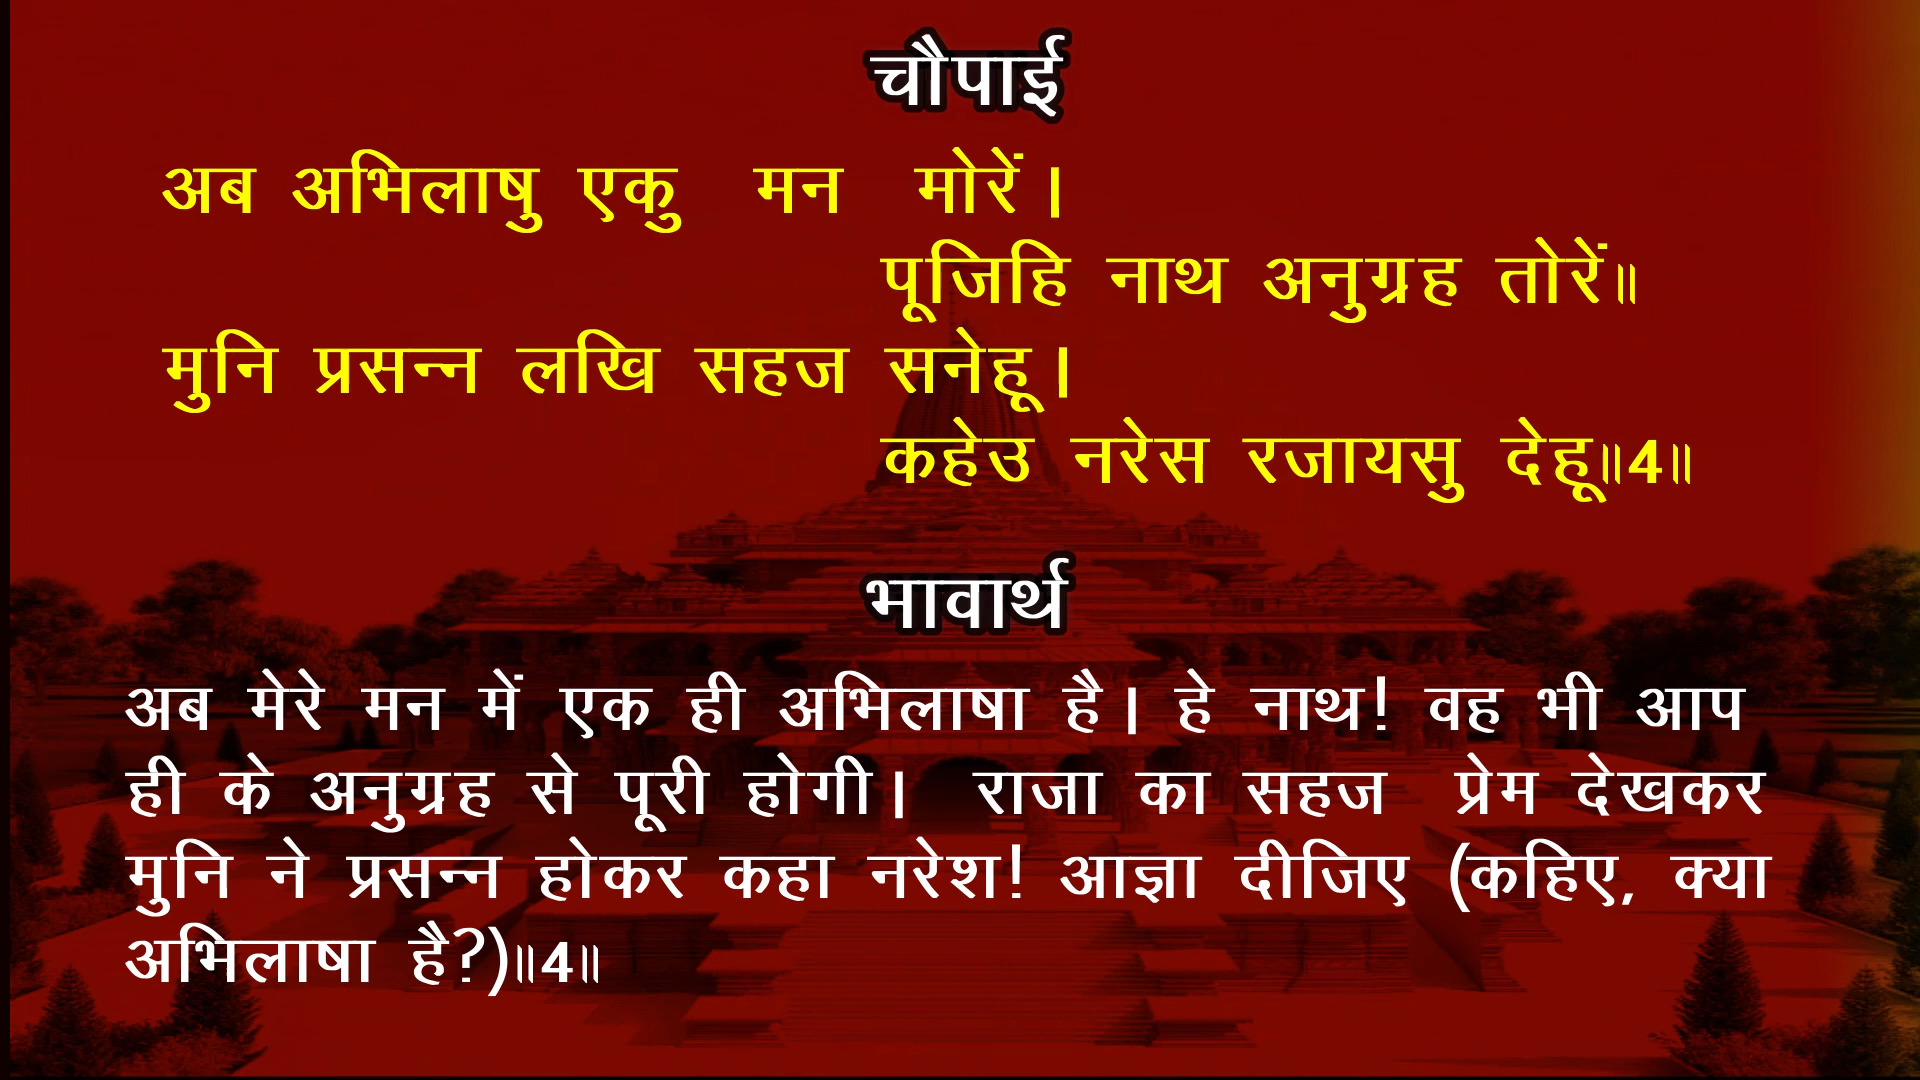 चौपाई
अब अभिलाषु एकु मन मोरें।
पूजिहि नाथ अनुग्रह तोरें॥
मुनि प्रसन्न लखि सहज सनेहू।
कहेउ नरेस रजायसु देहू॥4॥
भावार्थ
अब मेरे मन में एक ही अभिलाषा है। हे नाथ! वह भी आप
ही के अनुग्रह से पूरी होगी। राजा का सहज प्रेम देखकर
मुनि ने प्रसन्न होकर कहा नरेश! आज्ञा दीजिए (कहिए, क्या
अभिलाषा है?)॥4॥